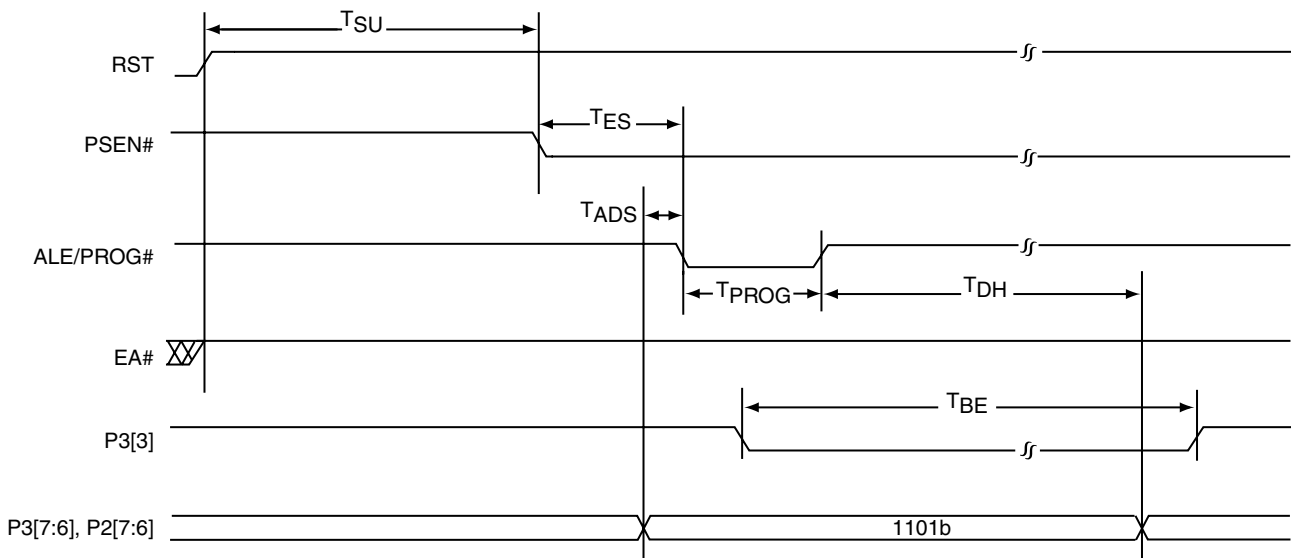 TSU
RST
TES
PSEN#
TADS
ALE/PROG#
TPROG
TDH
EA#
TBE
P3[3]
P3[7:6], P2[7:6]
1101b